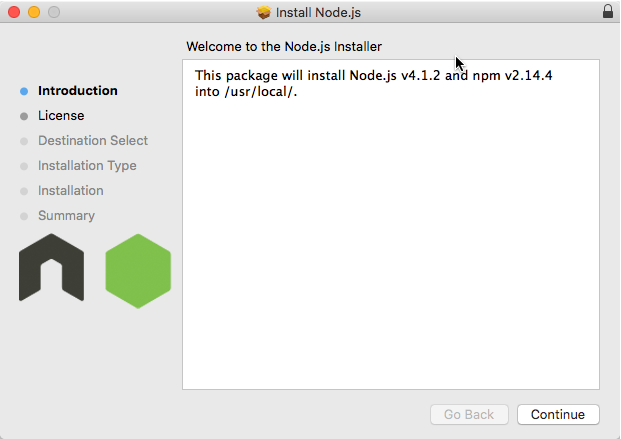 Install Node.js
Welcome to the Node.js Installer
Introduction
License
Destination Select
Installation Type
Installation
Summary
This package will install Node.js v4.1.2 and npm v2.14.4
into /usr/local/.
Go Back
Continue